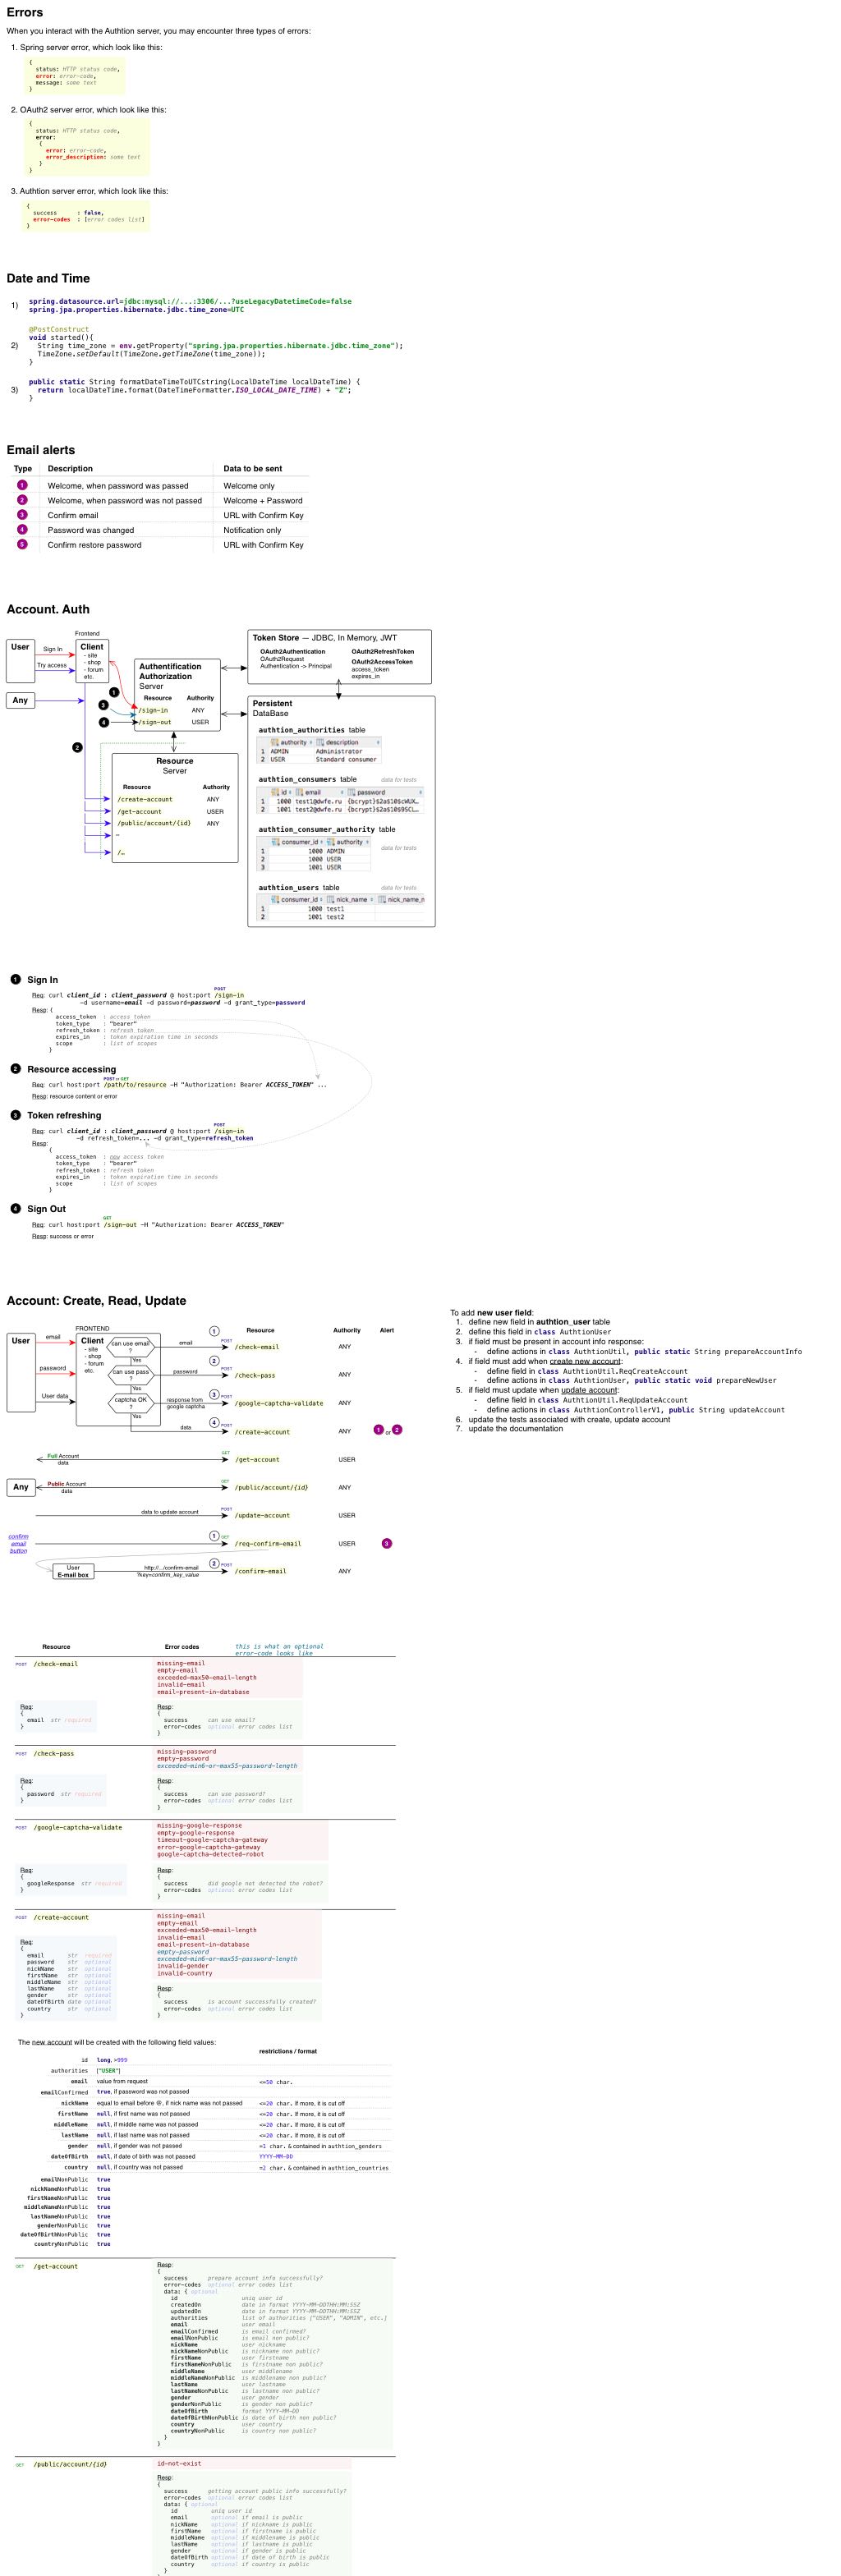 Errors
When you interact with the Authtion server, you may encounter three types of errors:
1. Spring server error, which look like this:
{
status: HTTP status code,
error: error-code,
message: some text
}
2. OAuth2 server error, which look like this:
{
status: HTTP status code,
error:
{
error: error-code,
error_description: some text
}
}
3. Authtion server error, which look like this:
{
success : false,
error-codes : [error codes list]
}
Date and Time
1) spring.datasource.url=jdbc:mysql://...:3306/...?useLegacyDatetimeCode=false
spring.jpa.properties.hibernate.jdbc.time_zone=UTC
@PostConstruct
void started(){
2) String time_zone = env.getProperty("spring.jpa.properties.hibernate.jdbc.time_zone");
TimeZone.setDefault(TimeZone.getTimeZone(time_zone));
}
public static String formatDateTimeToUTCstring(LocalDateTime localDateTime) {
3) return localDateTime.format(DateTimeFormatter.ISO_LOCAL_DATE_TIME) + "Z";
}
Email alerts
Type Description Data to be sent
1 Welcome, when password was passed Welcome only
2 Welcome, when password was not passed Welcome + Password
3 Confirm email URL with Confirm Key
4 Password was changed Notification only
5 Confirm restore password URL with Confirm Key
Account. Auth
Frontend
User
Sign In
Try access
Client
- site
- shop
- forum
etc.
Any
1
3
4
2
Authentification
Authorization
Server
Resource Authority
/sign-in ANY
/sign-out USER
Resource
Server
Resource Authority
/create-account ANY
/get-account USER
/public/account/{id} ANY
…
/…
Token Store — JDBC, In Memory, JWT
OAuth2Authentication
OAuth2Request
Authentication -> Principal
OAuth2RefreshToken
OAuth2AccessToken
access_token
expires_in
Persistent
DataBase
authtion_authorities table
authority description
1 ADMIN Administrator
2 USER Standard consumer
authtion_consumers table data for tests
id email password
1 1000 test1@dwfe.ru {bcrypt}$2a$10$cWUX…
2 1001 test2@dwfe.ru {bcrypt}$2a$10$9SCL…
authtion_consumer_authority table
data for tests
consumer_id authority
1 1000 ADMIN
2 1000 USER
3 1001 USER
authtion_users table data for tests
consumer_id nick_name nick_name_n
1 1000 test1
2 1001 test2
1 Sign In
POST
Req: curl client_id : client_password @ host:port /sign-in
-d username=email -d password=password -d grant_type=password
Resp: {
access_token : access token
token_type : "bearer"
refresh_token : refresh token
expires_in : token expiration time in seconds
scope : list of scopes
}
2 Resource accessing
POST or GET
Req: curl host:port /path/to/resource -H "Authorization: Bearer ACCESS_TOKEN" ...
Resp: resource content or error
3 Token refreshing
POST
Req: curl client_id : client_password @ host:port /sign-in
-d refresh_token=... -d grant_type=refresh_token
Resp:
{
access_token : new access token
token_type : "bearer"
refresh_token : refresh token
expires_in : token expiration time in seconds
scope : list of scopes
}
4 Sign Out
GET
Req: curl host:port /sign-out -H "Authorization: Bearer ACCESS_TOKEN"
Resp: success or error
Account: Create, Read, Update
FRONTEND
User
email
password
User data
Client
- site
- shop
- forum
etc.
can use email ?
Yes
can use pass ?
Yes
captcha OK ?
Yes
Resource Authority Alert
email 1 POST /check-email ANY
password 2 POST /check-pass ANY
response from google captcha 3 POST /google-captcha-validate ANY
data 4 POST /create-account ANY 1 or 2
Full Account data GET /get-account USER
Any Public Account data GET /public/account/{id} ANY
data to update account POST /update-account USER
confirm email button 1 GET /req-confirm-email USER 3
User E-mail box http://.../confirm-email ?key=confirm_key_value 2 POST /confirm-email ANY
To add new user field:
1. define new field in authtion_user table
2. define this field in class AuthtionUser
3. if field must be present in account info response:
- define actions in class AuthtionUtil, public static String prepareAccountInfo
4. if field must add when create new account:
- define field in class AuthtionUtil.ReqCreateAccount
- define actions in class AuthtionUser, public static void prepareNewUser
5. if field must update when update account:
- define field in class AuthtionUtil.ReqUpdateAccount
- define actions in class AuthtionControllerV1, public String updateAccount
6. update the tests associated with create, update account
7. update the documentation
Resource Error codes this is what an optional
error-code looks like
POST /check-email
missing-email
empty-email
exceeded-max50-email-length
invalid-email
email-present-in-database
Req:
{
email str required
}
Resp:
{
success can use email?
error-codes optional error codes list
}
POST /check-pass
missing-password
empty-password
exceeded-min6-or-max55-password-length
Req:
{
password str required
}
Resp:
{
success can use password?
error-codes optional error codes list
}
POST /google-captcha-validate
missing-google-response
empty-google-response
timeout-google-captcha-gateway
error-google-captcha-gateway
google-captcha-detected-robot
Req:
{
googleResponse str required
}
Resp:
{
success did google not detected the robot?
error-codes optional error codes list
}
POST /create-account
missing-email
empty-email
exceeded-max50-email-length
invalid-email
email-present-in-database
empty-password
exceeded-min6-or-max55-password-length
invalid-gender
invalid-country
Req:
{
email str required
password str optional
nickName str optional
firstName str optional
middleName str optional
lastName str optional
gender str optional
dateOfBirth date optional
country str optional
}
Resp:
{
success is account successfully created?
error-codes optional error codes list
}
The new account will be created with the following field values:
restrictions / format
id long, >999
authorities ["USER"]
email value from request <=50 char.
emailConfirmed true, if password was not passed
nickName equal to email before @, if nick name was not passed <=20 char. If more, it is cut off
firstName null, if first name was not passed <=20 char. If more, it is cut off
middleName null, if middle name was not passed <=20 char. If more, it is cut off
lastName null, if last name was not passed <=20 char. If more, it is cut off
gender null, if gender was not passed =1 char. & contained in authtion_genders
dateOfBirth null, if date of birth was not passed YYYY-MM-DD
country null, if country was not passed =2 char. & contained in authtion_countries
emailNonPublic true
nickNameNonPublic true
firstNameNonPublic true
middleNameNonPublic true
lastNameNonPublic true
genderNonPublic true
dateOfBirthNonPublic true
countryNonPublic true
GET /get-account
Resp:
{
success prepare account info successfully?
error-codes optional error codes list
data: { optional
id uniq user id
createdOn date in format YYYY-MM-DDTHH:MM:SSZ
updatedOn date in format YYYY-MM-DDTHH:MM:SSZ
authorities list of authorities ["USER", "ADMIN", etc.]
email user email
emailConfirmed is email confirmed?
emailNonPublic is email non public?
nickName user nickname
nickNameNonPublic is nickname non public?
firstName user firstname
firstNameNonPublic is firstname non public?
middleName user middlename
middleNameNonPublic is middlename non public?
lastName user lastname
lastNameNonPublic is lastname non public?
gender user gender
genderNonPublic is gender non public?
dateOfBirth format YYYY-MM-DD
dateOfBirthNonPublic is date of birth non public?
country user country
countryNonPublic is country non public?
}
}
GET /public/account/{id}
id-not-exist
Resp:
{
success getting account public info successfully?
error-codes optional error codes list
data: { optional
id uniq user id
email optional if email is public
nickName optional if nickname is public
firstName optional if firstname is public
middleName optional if middlename is public
lastName optional if lastname is public
gender optional if gender is public
dateOfBirth optional if date of birth is public
country optional if country is public
}
}